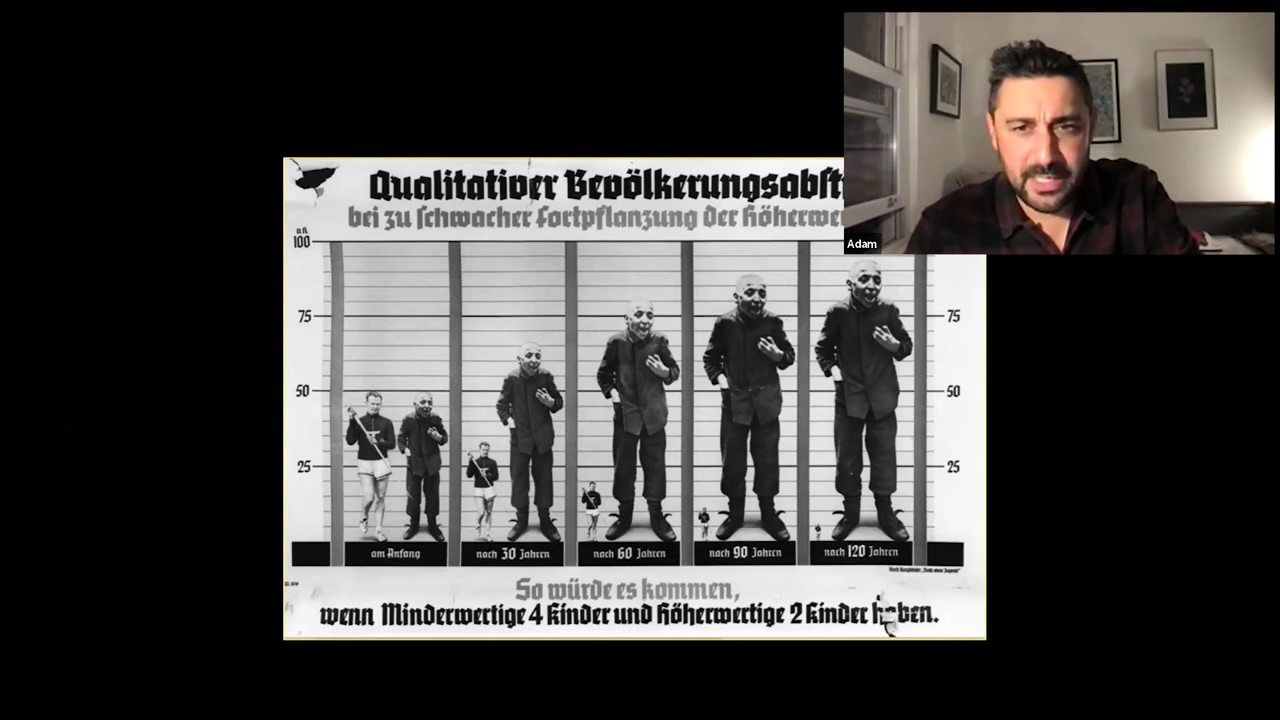 Qualitativer Bevölkerungsabst
bei zu schwacher Fortpflanzung der Höherwer
v.H.
100
75
75
50
50
25
25
am Anfang
nach 30 Jahren
nach 60 Jahren
nach 90 Jahren
nach 120 Jahren
So würde es kommen,
wenn Minderwertige 4 Kinder und Höherwertige 2 Kinder haben.
Adam